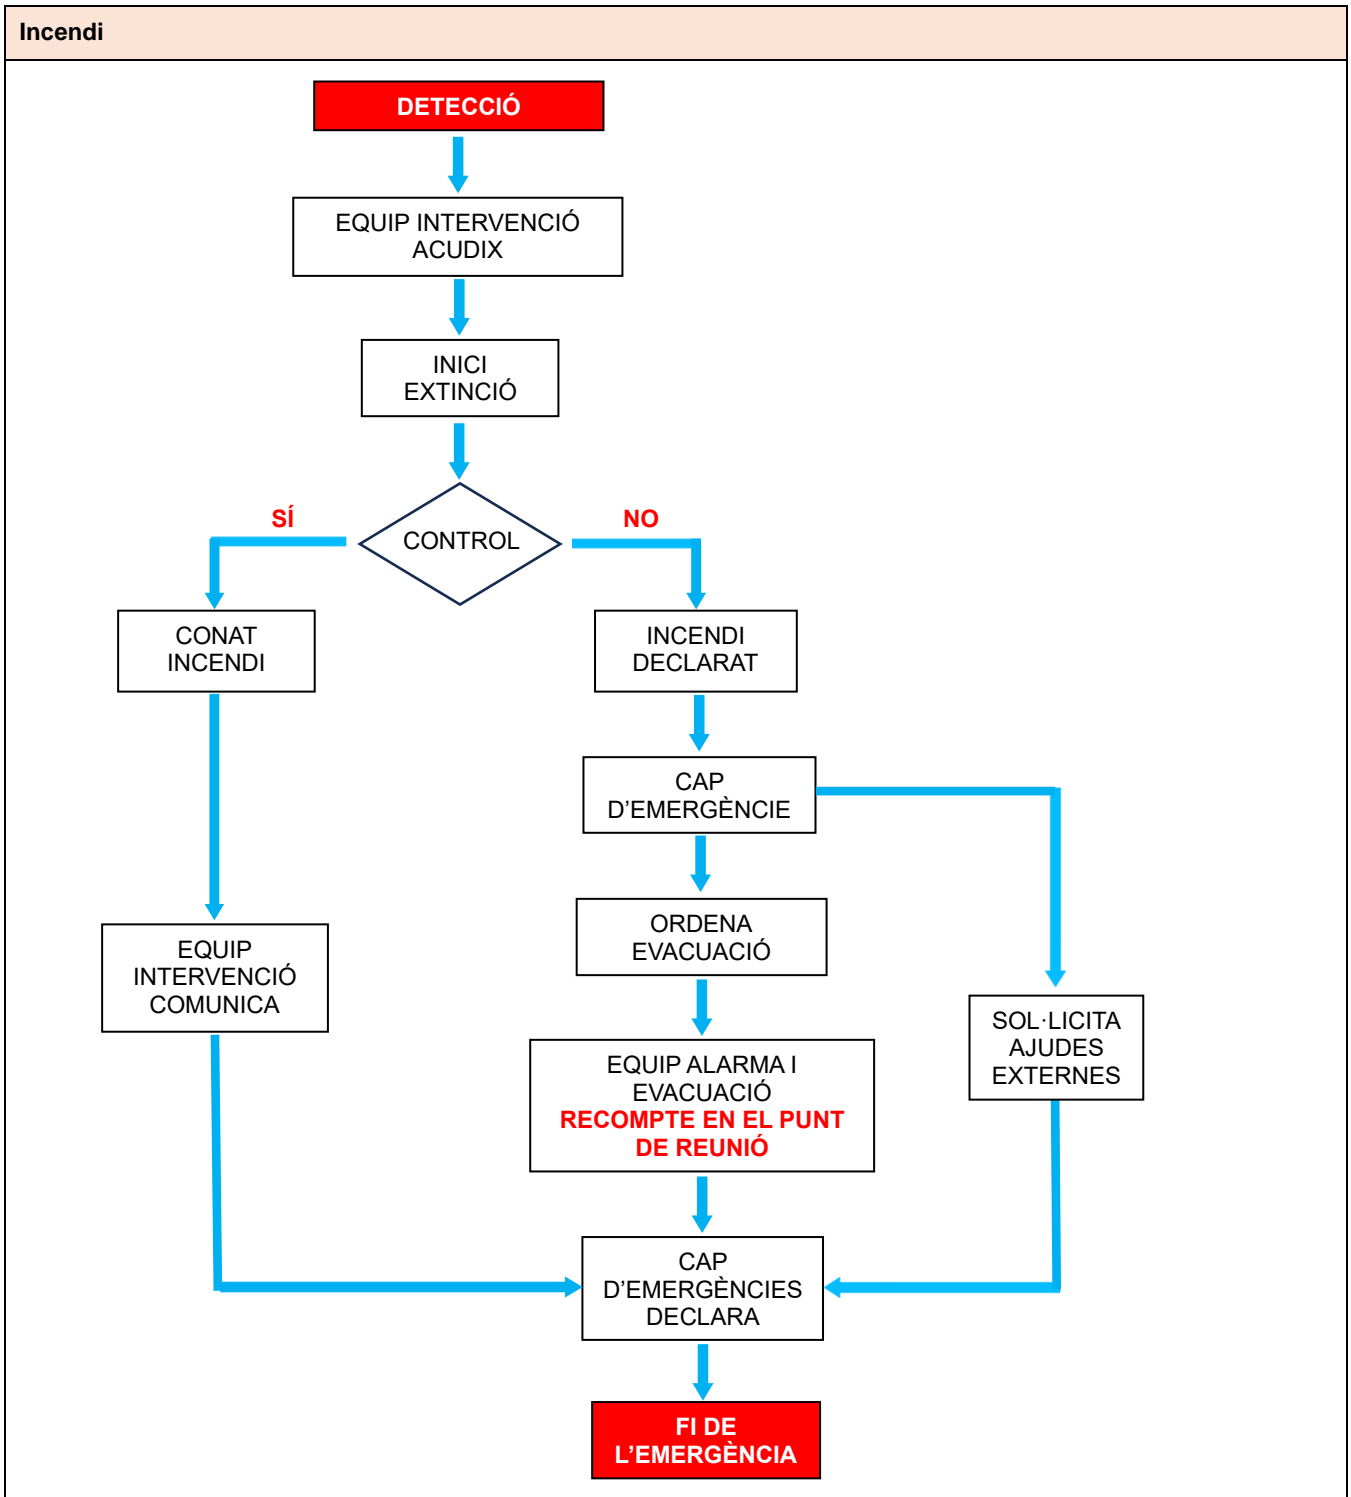 Incendi
DETECCIÓ
EQUIP INTERVENCIÓ
ACUDIX
INICI
EXTINCIÓ
SÍ
CONTROL
NO
CONAT
INCENDI
INCENDI
DECLARAT
CAP
D’EMERGÈNCIE
ORDENA
EVACUACIÓ
EQUIP
INTERVENCIÓ
COMUNICA
SOL·LICITA
AJUDES
EXTERNES
EQUIP ALARMA I
EVACUACIÓ
RECOMPTE EN EL PUNT
DE REUNIÓ
CAP
D’EMERGÈNCIES
DECLARA
FI DE
L’EMERGÈNCIA